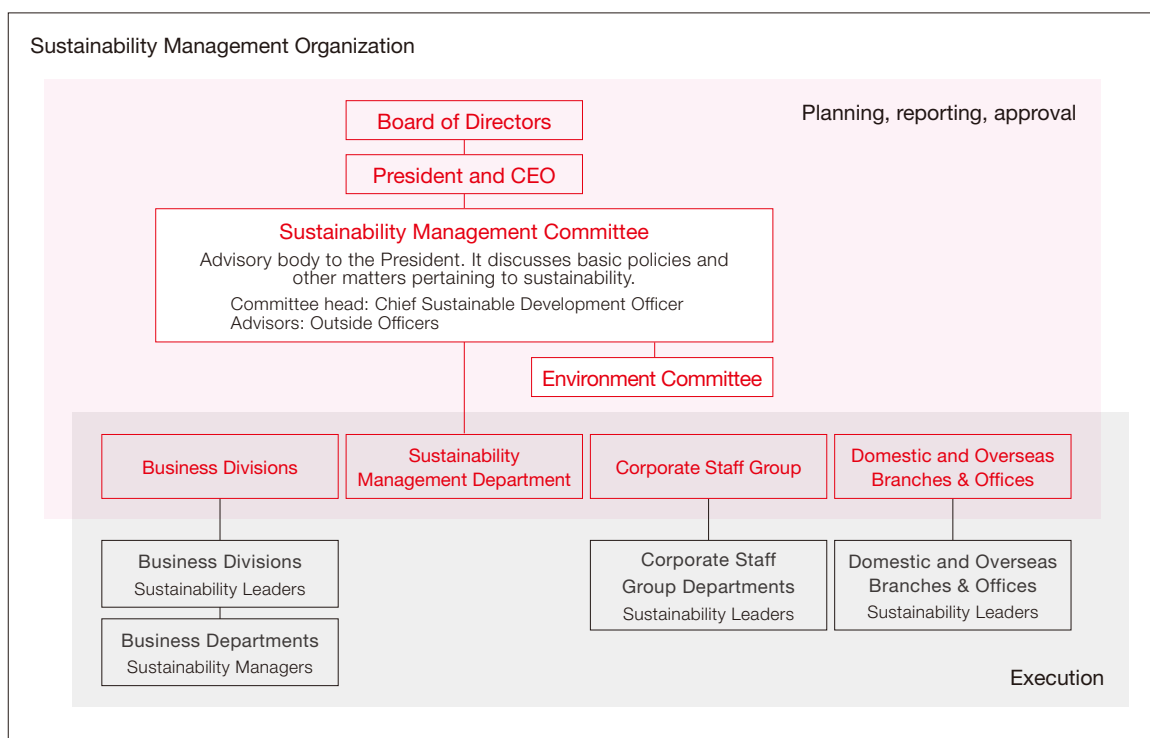 Sustainability Management Organization
Planning, reporting, approval
Board of Directors
President and CEO
Sustainability Management Committee
Advisory body to the President. It discusses basic policies and
other matters pertaining to sustainability.
Committee head: Chief Sustainable Development Officer
Advisors: Outside Officers
Environment Committee
Business Divisions
Sustainability
Management Department
Corporate Staff Group
Domestic and Overseas
Branches & Offices
Business Divisions
Sustainability Leaders
Business Departments
Sustainability Managers
Corporate Staff
Group Departments
Sustainability Leaders
Domestic and Overseas
Branches & Offices
Sustainability Leaders
Execution